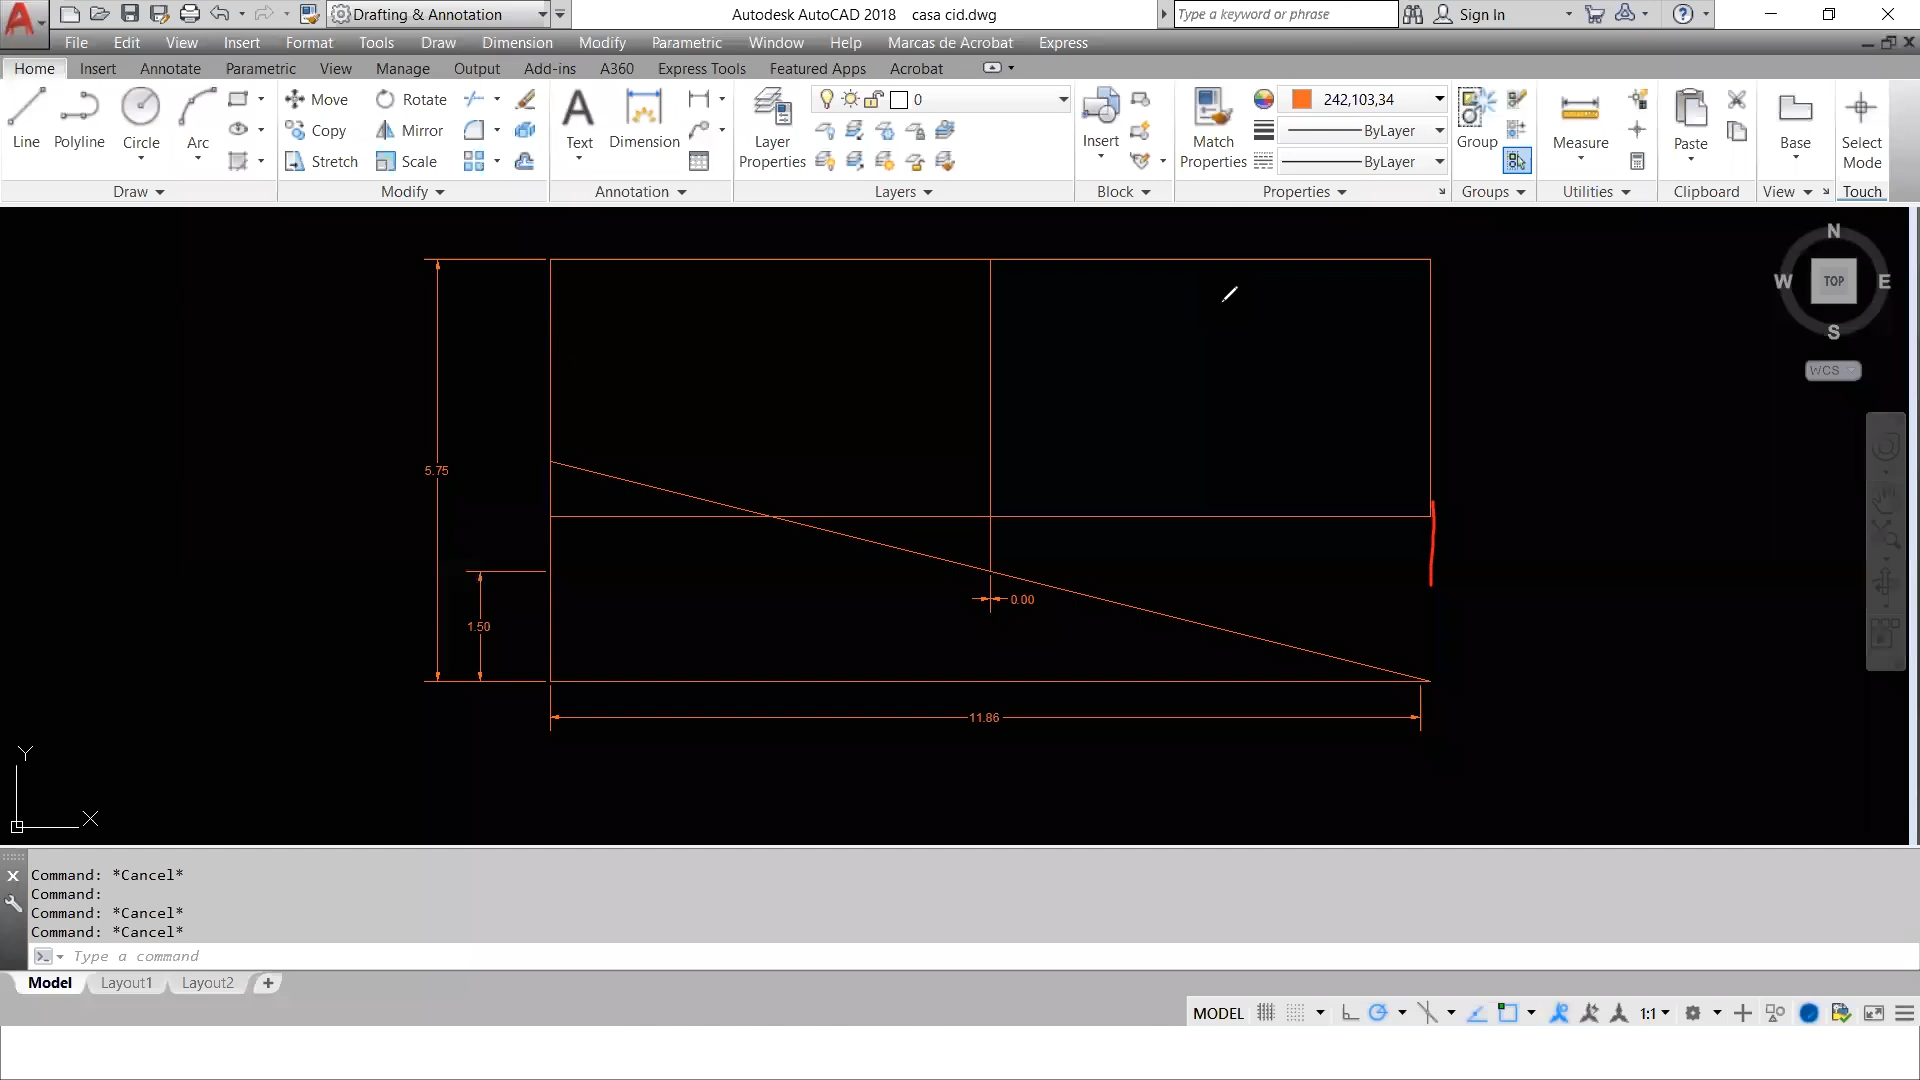 Drafting & Annotation
Autodesk AutoCAD 2018 casa cid.dwg
Type a keyword or phrase
Sign In
File Edit View Insert Format Tools Draw Dimension Modify Parametric Window Help Marcas de Acrobat Express
Home Insert Annotate Parametric View Manage Output Add-ins A360 Express Tools Featured Apps Acrobat
Line Polyline Circle Arc
Move Rotate
Copy Mirror
Stretch Scale
Text Dimension
Layer
Properties
0
Insert
Match
Properties
242,103,34
ByLayer
ByLayer
Group
Measure
Paste
Base
Select
Mode
Draw Modify Annotation Layers Block Properties Groups Utilities Clipboard View Touch
N
W TOP E
S
WCS
5.75
0.00
1.50
11.86
Y
X
Command: *Cancel*
Command:
Command: *Cancel*
Command: *Cancel*
Type a command
Model Layout1 Layout2 +
MODEL 1:1